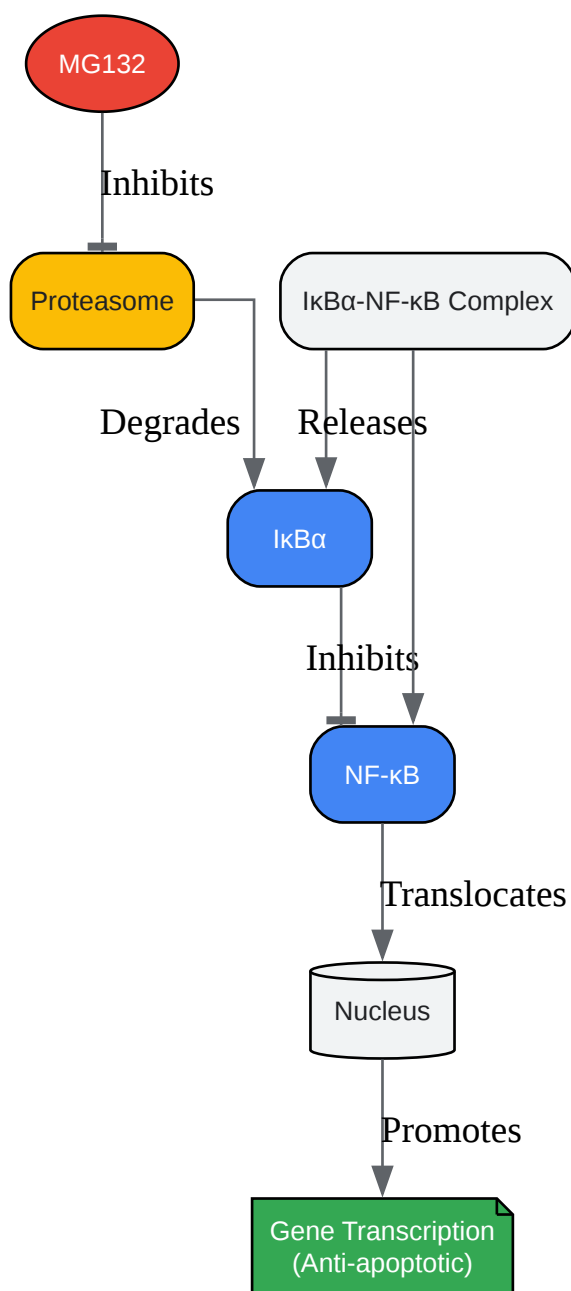 MG132
Inhibits
Proteasome
IκBα-NF-κB Complex
Degrades
Releases
IκBα
Inhibits
NF-κB
Translocates
Nucleus
Promotes
Gene Transcription
(Anti-apoptotic)